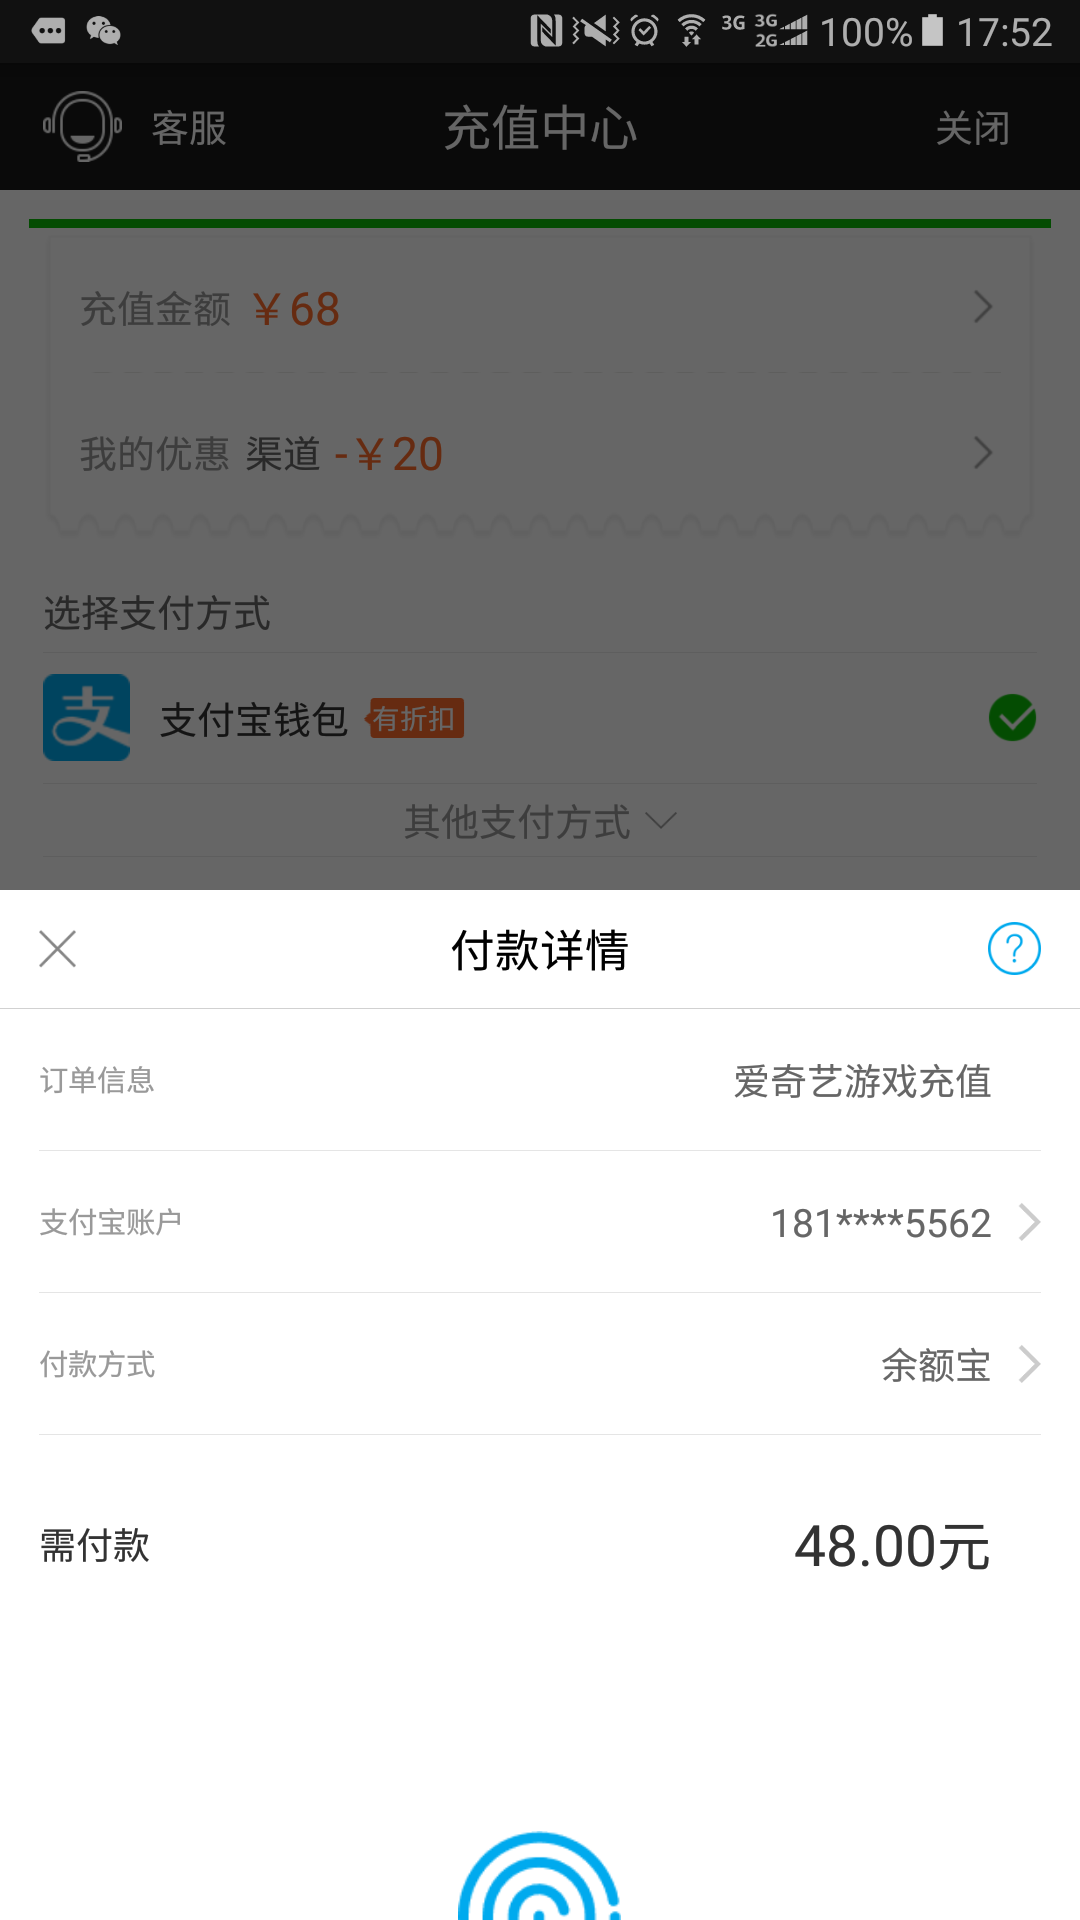 3G 3G 2G 100% 17:52
客服 充值中心 关闭
充值金额 ￥68
我的优惠 渠道 -￥20
选择支付方式
支 支付宝钱包 有折扣
其他支付方式
付款详情 ?
订单信息 爱奇艺游戏充值
支付宝账户 181****5562
付款方式 余额宝
需付款 48.00元